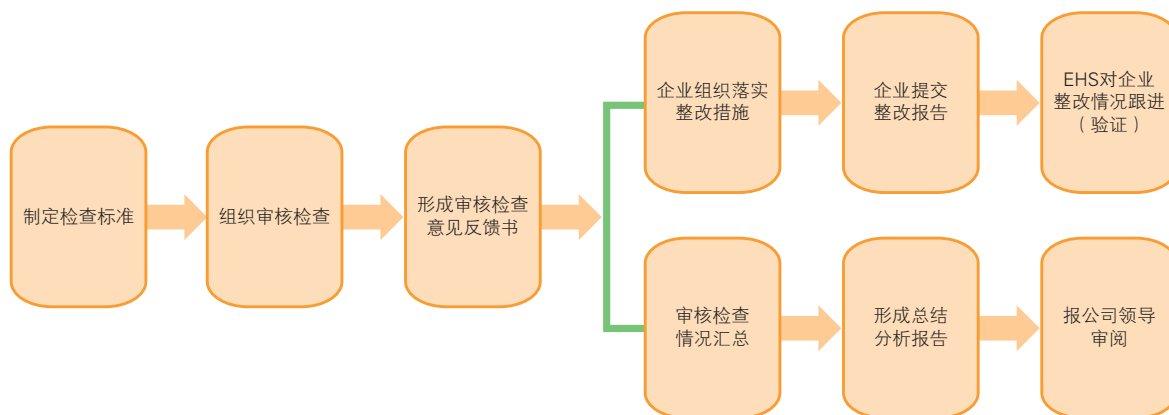 制定检查标准
组织审核检查
形成审核检查
意见反馈书
企业组织落实
整改措施
企业提交
整改报告
EHS对企业
整改情况跟进
（验证）
审核检查
情况汇总
形成总结
分析报告
报公司领导
审阅